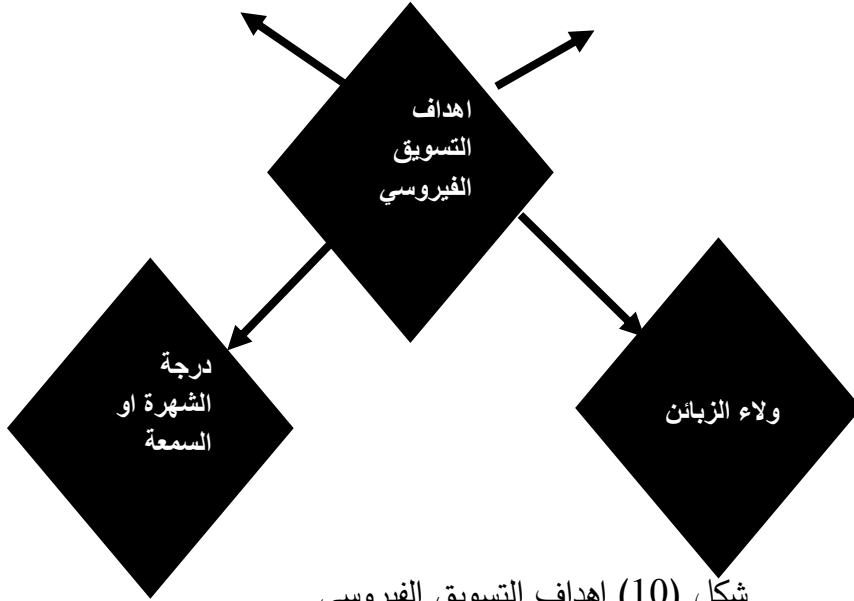 اهداف
التسويق
الفيروسي
درجة
الشهرة او
السمعة
ولاء الزبائن
شكل (10) اهداف التسويق الفيروسي